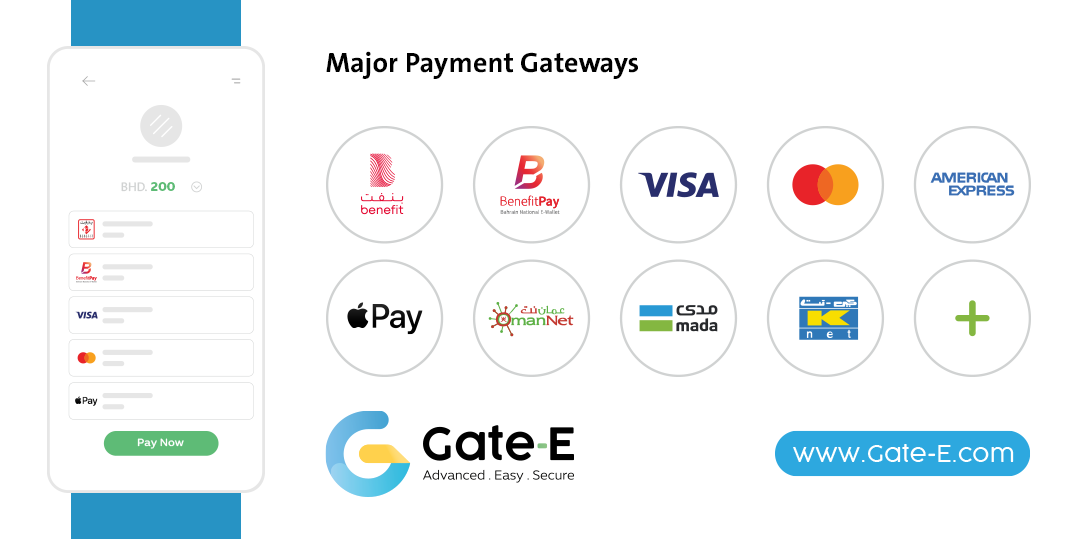 Major Payment Gateways
BHD. 200
بنفت
BenefitPay
VISA
Pay
Pay Now
بنفت
benefit
BenefitPay
Bahrain National E-Wallet
VISA
AMERICAN
EXPRESS
Pay
عمان نت
OmanNet
مدى
mada
كي - نت
K
net
Gate-E
Advanced . Easy . Secure
www.Gate-E.com